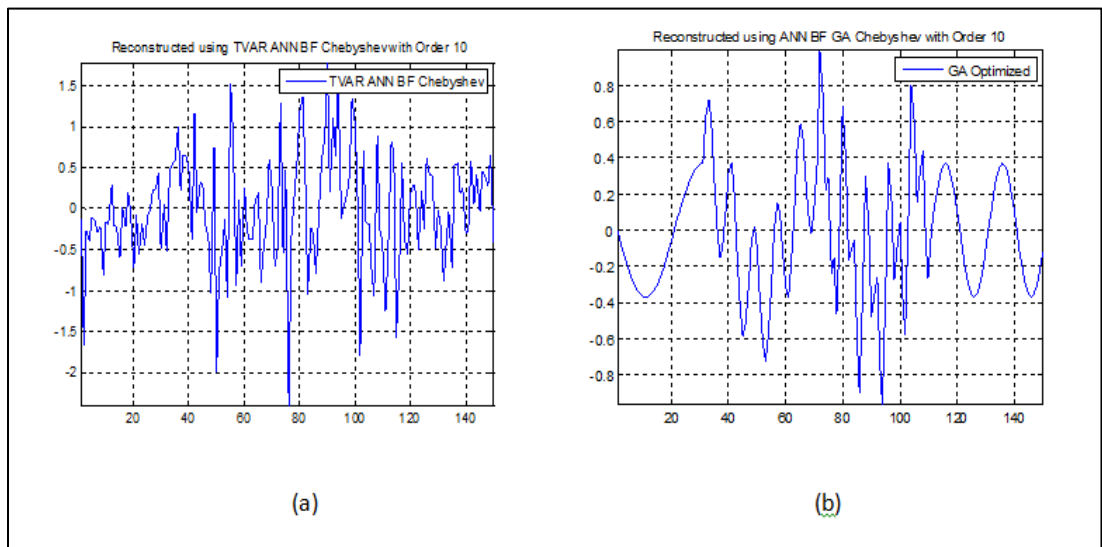 Reconstructed using TVAR ANN BF Chebyshev with Order 10
TVAR ANN BF Chebyshev
1.5
1
0.5
0
-0.5
-1
-1.5
-2
20 40 60 80 100 120 140
(a)
Reconstructed using ANN BF GA Chebyshev with Order 10
GA Optimized
0.8
0.6
0.4
0.2
0
-0.2
-0.4
-0.6
-0.8
20 40 60 80 100 120 140
(b)